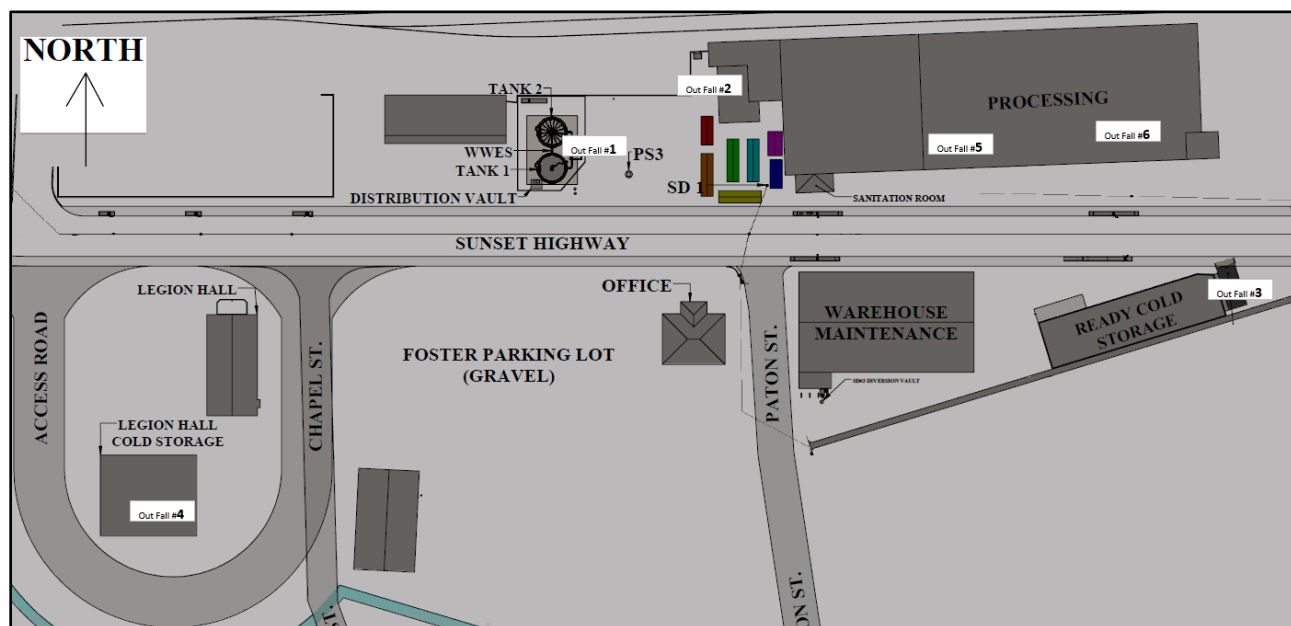 NORTH
TANK 2
Out Fall #2
PROCESSING
Out Fall #6
Out Fall #1
Out Fall #5
WWES
PS3
TANK 1
SD 1
DISTRIBUTION VAULT
SANITATION ROOM
SUNSET HIGHWAY
LEGION HALL
OFFICE
Out Fall #3
ACCESS ROAD
CHAPEL ST.
FOSTER PARKING LOT
(GRAVEL)
PATON ST.
WAREHOUSE
MAINTENANCE
READY COLD
STORAGE
LEGION HALL
COLD STORAGE
Out Fall #4
ST.
ON ST.